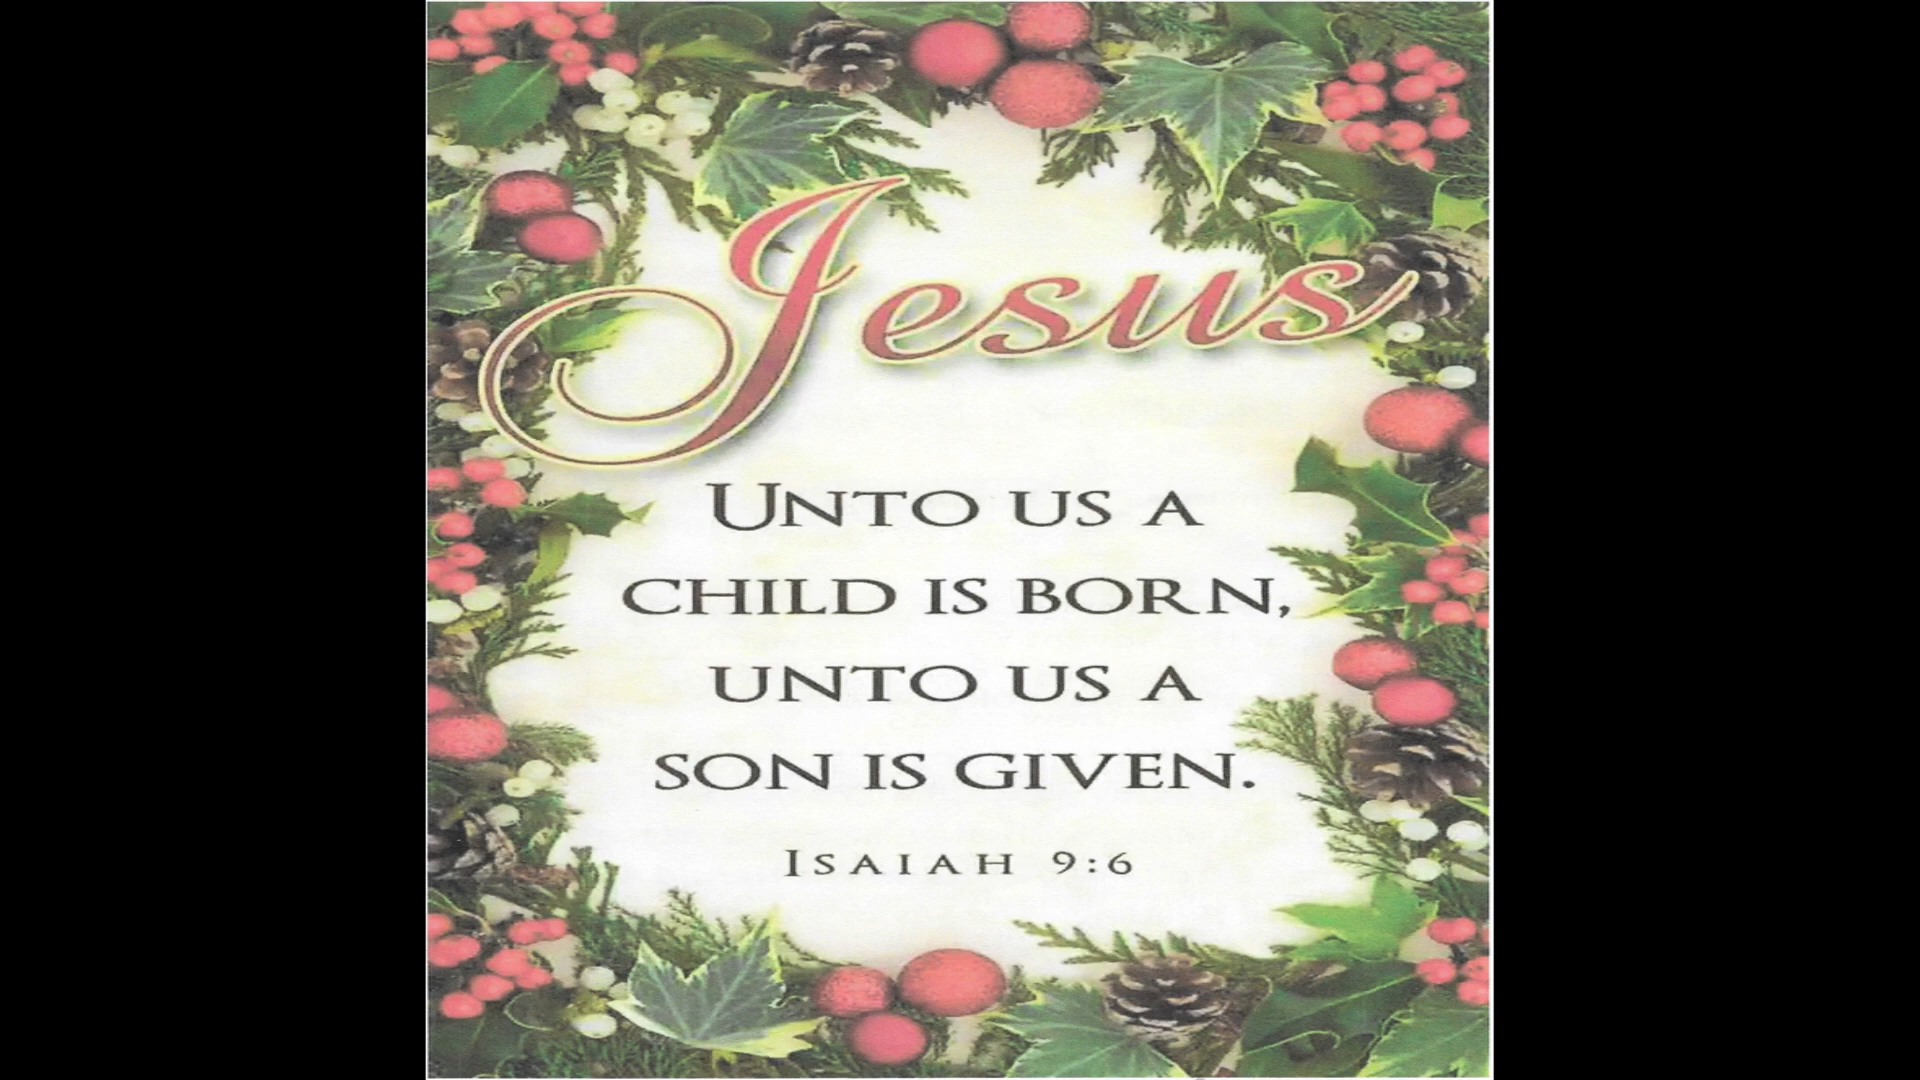 Jesus
UNTO US A
CHILD IS BORN,
UNTO US A
SON IS GIVEN.
ISAIAH 9:6